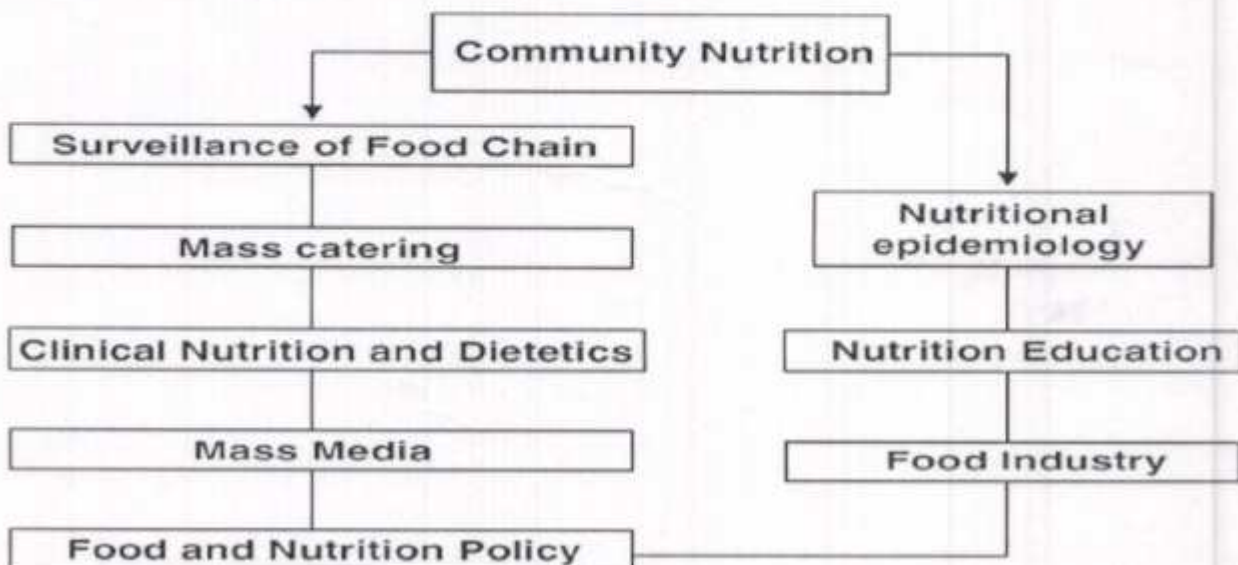 Community Nutrition
Surveillance of Food Chain
Mass catering
Clinical Nutrition and Dietetics
Mass Media
Food and Nutrition Policy
Nutritional
epidemiology
Nutrition Education
Food Industry